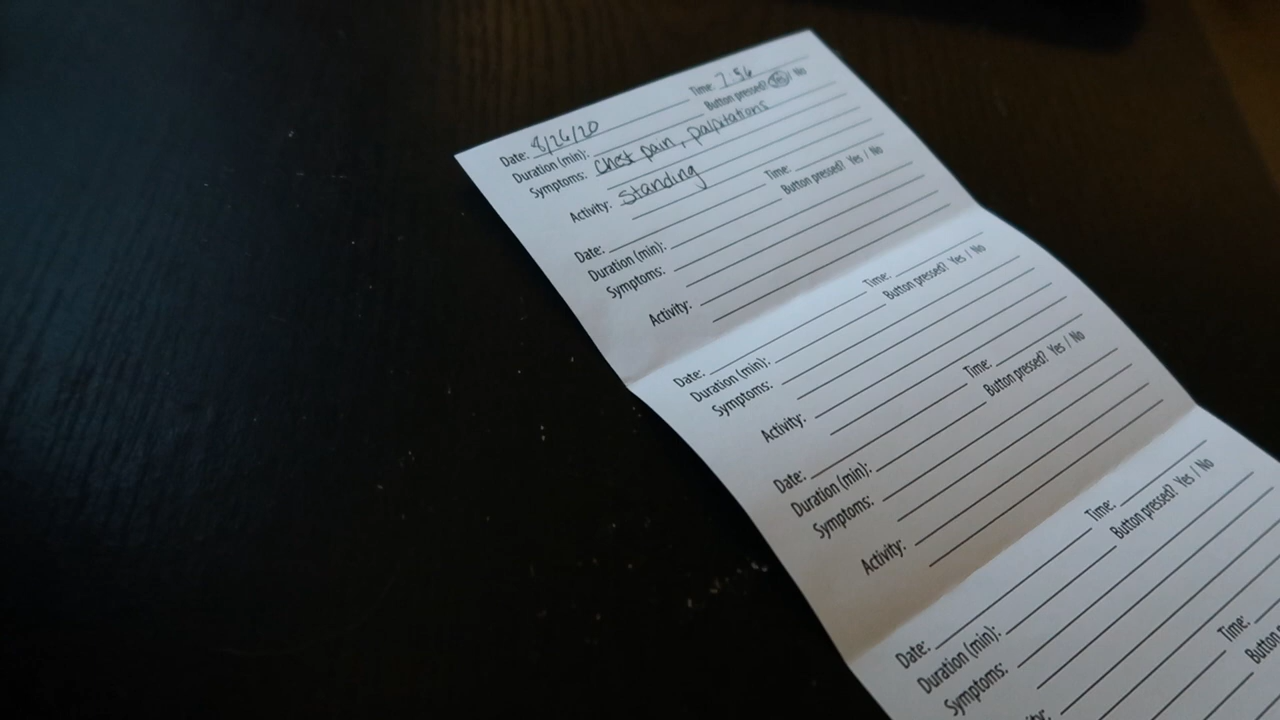 Date: 8/26/20 Time: 7:56
Duration (min): Button pressed? Yes / No
Symptoms: Chest pain, palpitations
Activity: Standing
Date: Time:
Duration (min): Button pressed? Yes / No
Symptoms:
Activity:
Date: Time:
Duration (min): Button pressed? Yes / No
Symptoms:
Activity:
Date: Time:
Duration (min): Button pressed? Yes / No
Symptoms:
Activity:
Date: Time:
Duration (min): Button pressed? Yes / No
Symptoms:
Activity:
Time:
Button